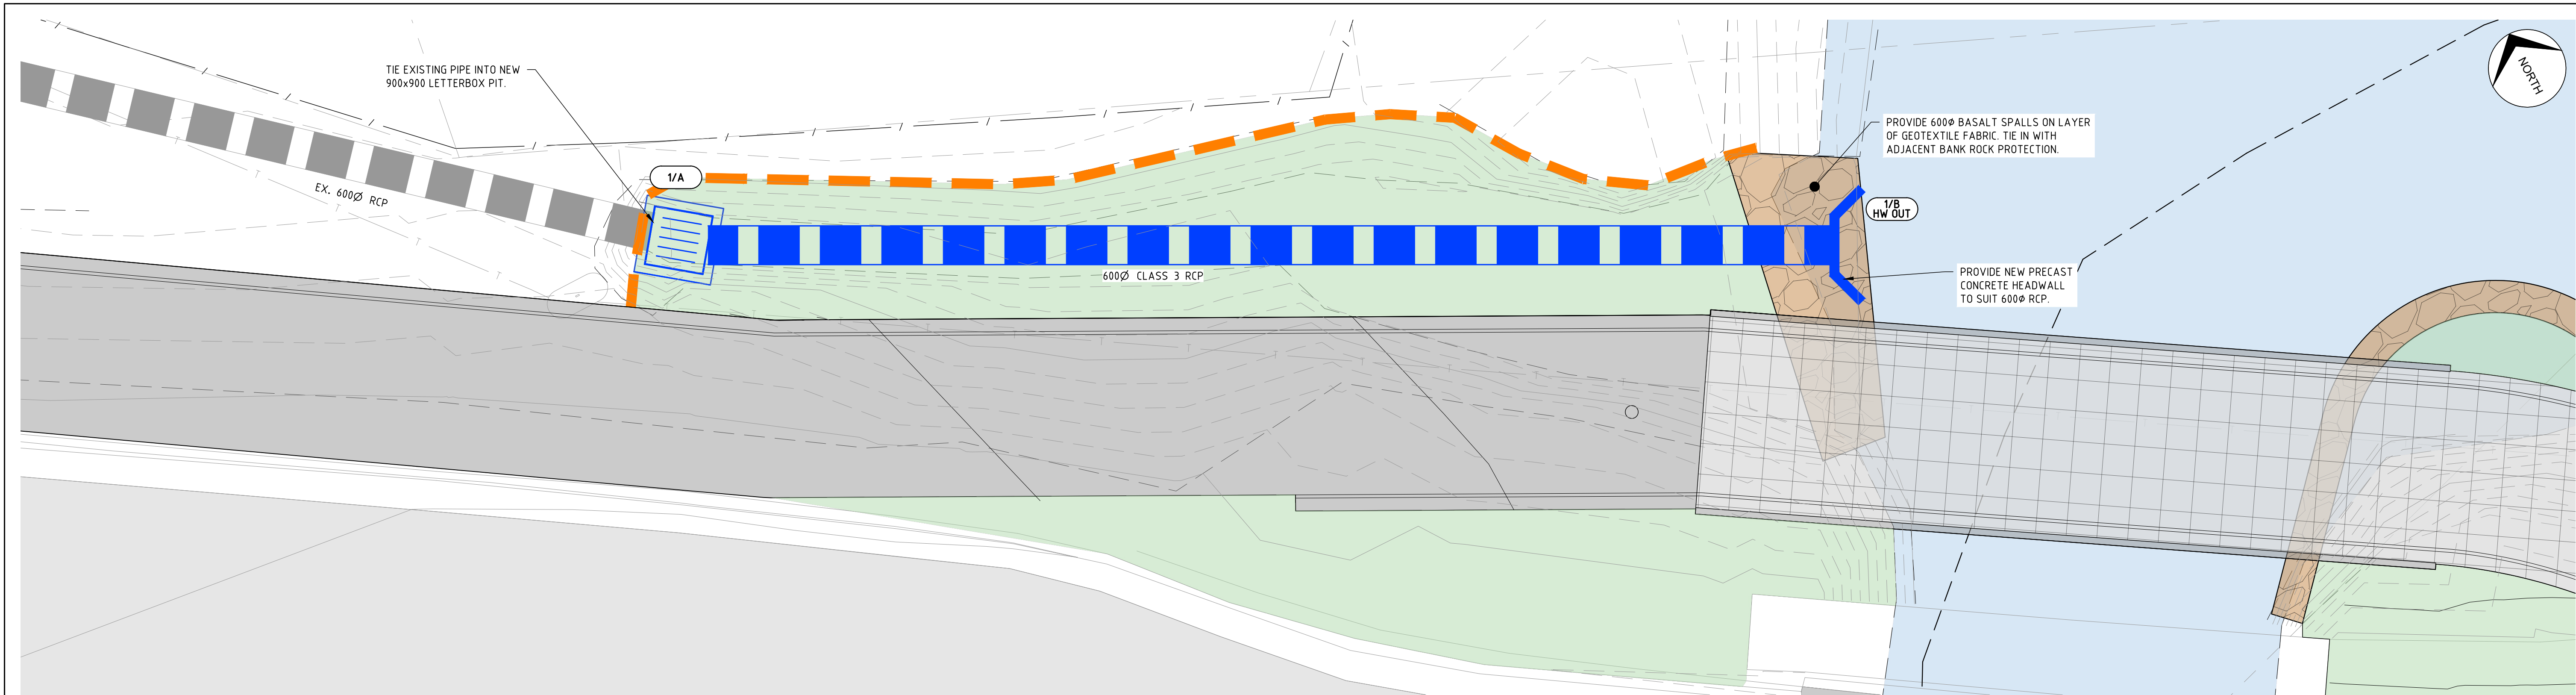 TIE EXISTING PIPE INTO NEW
900x900 LETTERBOX PIT.
NORTH
PROVIDE 600Ø BASALT SPALLS ON LAYER
OF GEOTEXTILE FABRIC. TIE IN WITH
ADJACENT BANK ROCK PROTECTION.
1/A
EX. 600Ø RCP
1/B
HW OUT
600Ø CLASS 3 RCP
PROVIDE NEW PRECAST
CONCRETE HEADWALL
TO SUIT 600Ø RCP.